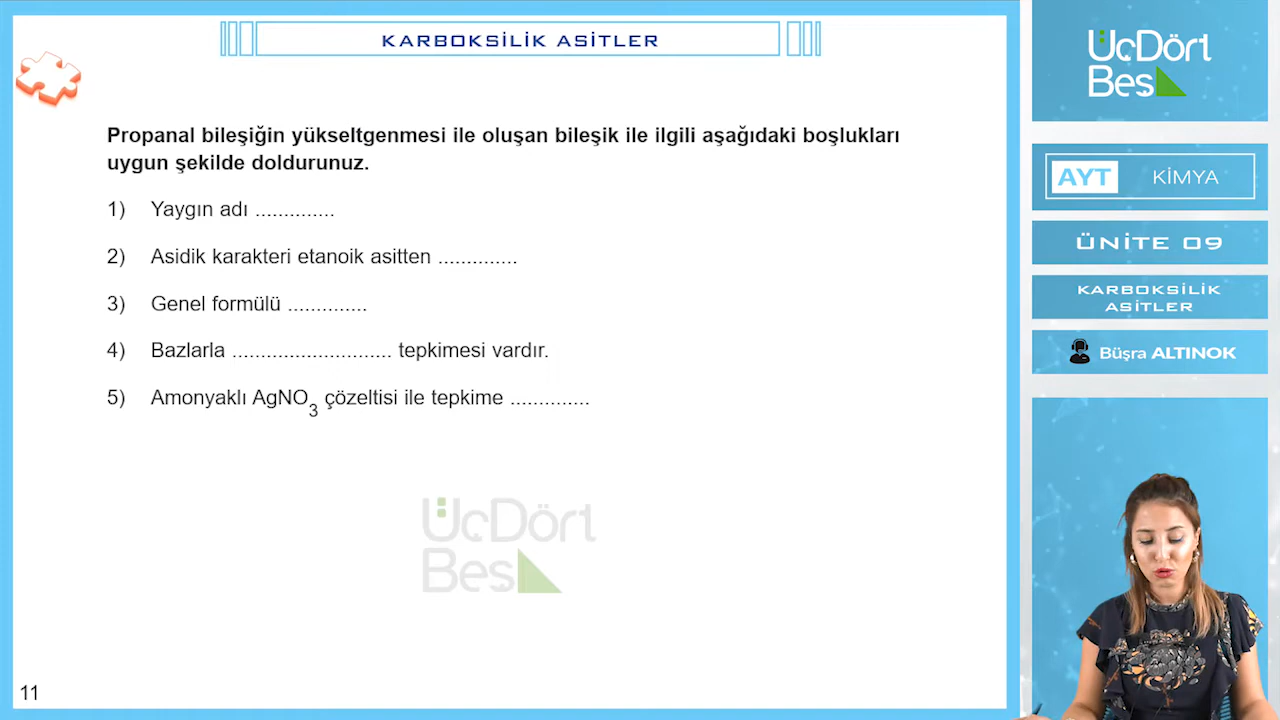 KARBOKSİLİK ASİTLER
Propanal bileşiğin yükseltgenmesi ile oluşan bileşik ile ilgili aşağıdaki boşlukları
uygun şekilde doldurunuz.
1) Yaygın adı ..............
2) Asidik karakteri etanoik asitten ..............
3) Genel formülü ..............
4) Bazlarla ............................ tepkimesi vardır.
5) Amonyaklı AgNO3 çözeltisi ile tepkime ..............
ÜçDört
Beş
11
ÜçDört
Beş
AYT KİMYA
ÜNİTE 09
KARBOKSİLİK
ASİTLER
Büşra ALTINOK